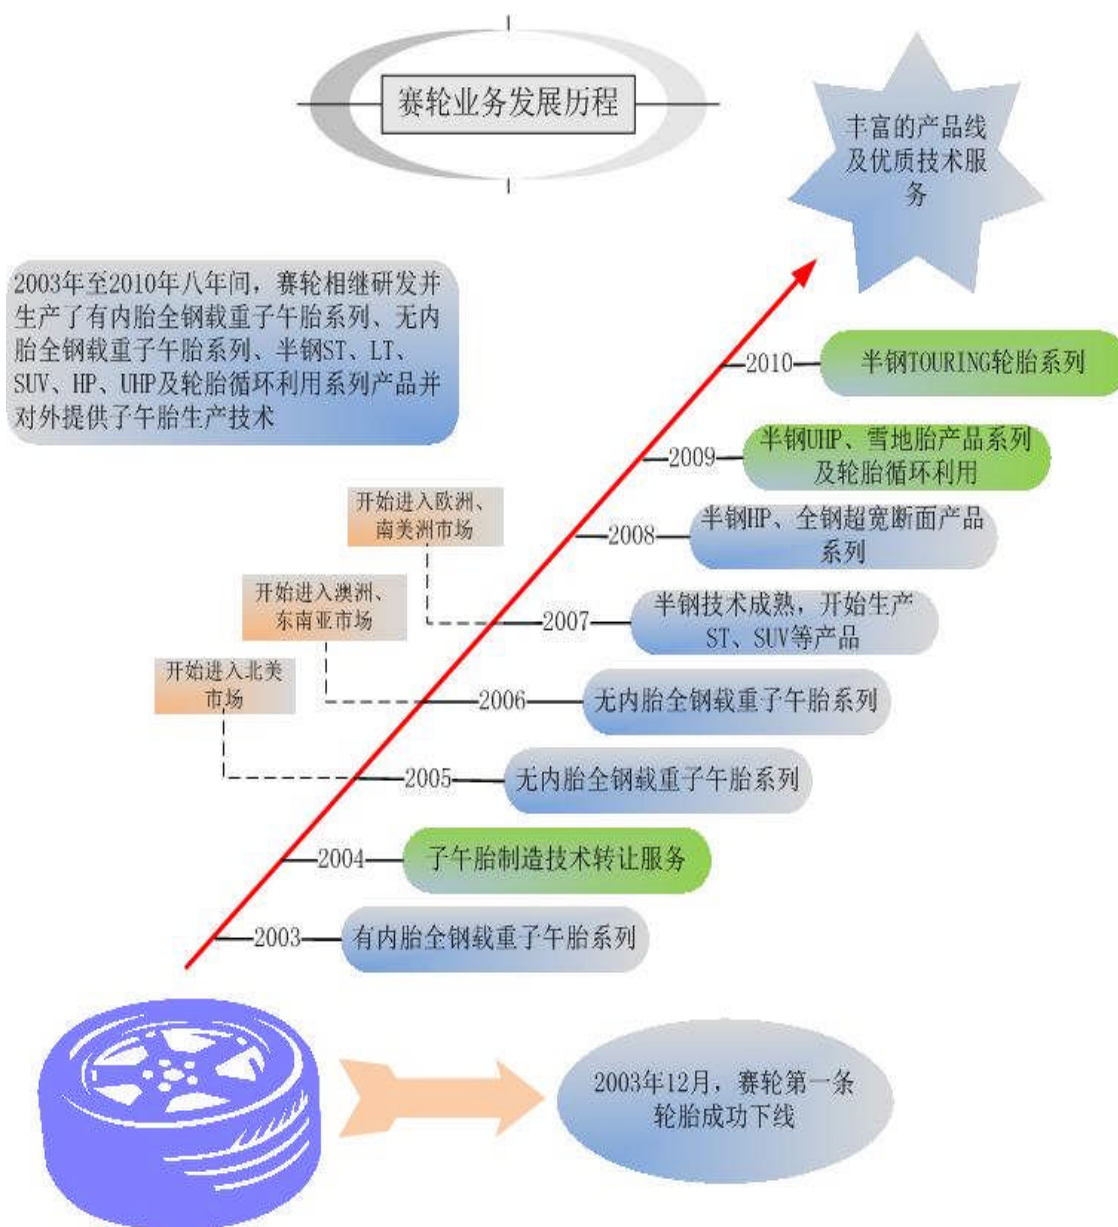 赛轮业务发展历程
丰富的产品线
及优质技术服
务
2003年至2010年八年间，赛轮相继研发并
生产了有内胎全钢载重子午胎系列、无内
胎全钢载重子午胎系列、半钢ST、LT、
SUV、HP、UHP及轮胎循环利用系列产品并
对外提供子午胎生产技术
2010
半钢TOURING轮胎系列
2009
半钢UHP、雪地胎产品系列
及轮胎循环利用
开始进入欧洲、
南美洲市场
2008
半钢HP、全钢超宽断面产品
系列
开始进入澳洲、
东南亚市场
2007
半钢技术成熟，开始生产
ST、SUV等产品
开始进入北美
市场
2006
无内胎全钢载重子午胎系列
2005
无内胎全钢载重子午胎系列
2004
子午胎制造技术转让服务
2003
有内胎全钢载重子午胎系列
2003年12月，赛轮第一条
轮胎成功下线